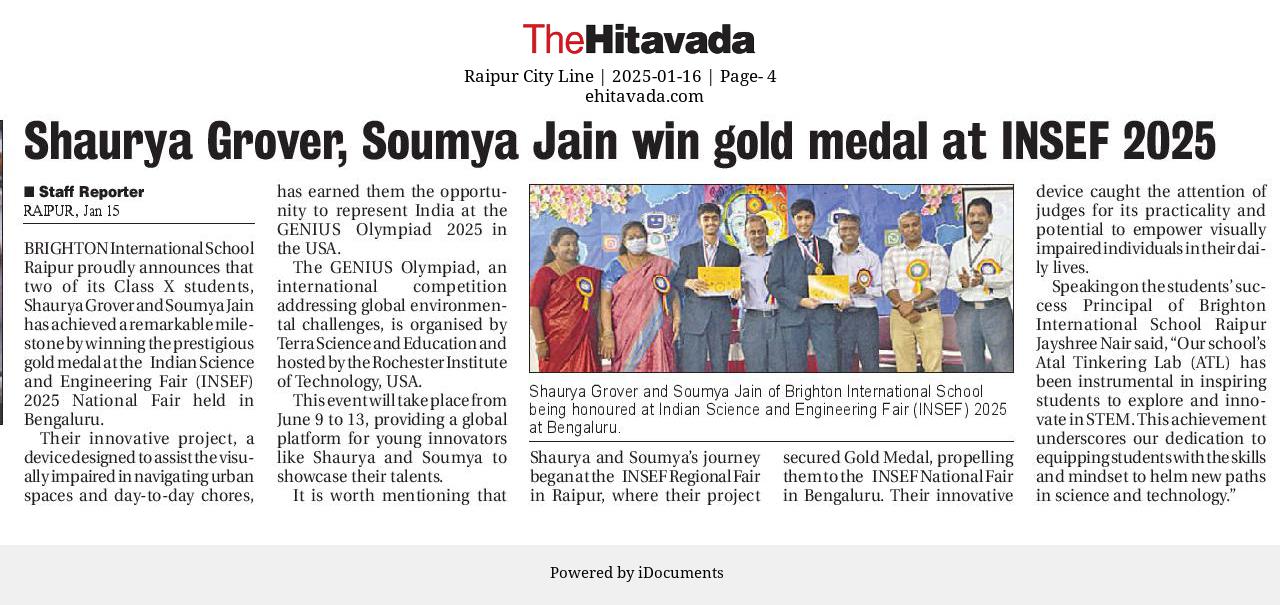 TheHitavada
Raipur City Line | 2025-01-16 | Page- 4
ehitavada.com
Shaurya Grover, Soumya Jain win gold medal at INSEF 2025
■ Staff Reporter
RAIPUR, Jan 15
BRIGHTON International School
Raipur proudly announces that
two of its Class X students,
Shaurya Grover and Soumya Jain
has achieved a remarkable mile-
stone by winning the prestigious
gold medal at the Indian Science
and Engineering Fair (INSEF)
2025 National Fair held in
Bengaluru.
Their innovative project, a
device designed to assist the visu-
ally impaired in navigating urban
spaces and day-to-day chores,
has earned them the opportu-
nity to represent India at the
GENIUS Olympiad 2025 in
the USA.
The GENIUS Olympiad, an
international competition
addressing global environmen-
tal challenges, is organised by
Terra Science and Education and
hosted by the Rochester Institute
of Technology, USA.
This event will take place from
June 9 to 13, providing a global
platform for young innovators
like Shaurya and Soumya to
showcase their talents.
It is worth mentioning that
Shaurya Grover and Soumya Jain of Brighton International School
being honoured at Indian Science and Engineering Fair (INSEF) 2025
at Bengaluru.
Shaurya and Soumya's journey
began at the INSEF Regional Fair
in Raipur, where their project
secured Gold Medal, propelling
them to the INSEF National Fair
in Bengaluru. Their innovative
device caught the attention of
judges for its practicality and
potential to empower visually
impaired individuals in their dai-
ly lives.
Speaking on the students' suc-
cess Principal of Brighton
International School Raipur
Jayshree Nair said, "Our school's
Atal Tinkering Lab (ATL) has
been instrumental in inspiring
students to explore and inno-
vate in STEM. This achievement
underscores our dedication to
equipping students with the skills
and mindset to helm new paths
in science and technology."
Powered by iDocuments